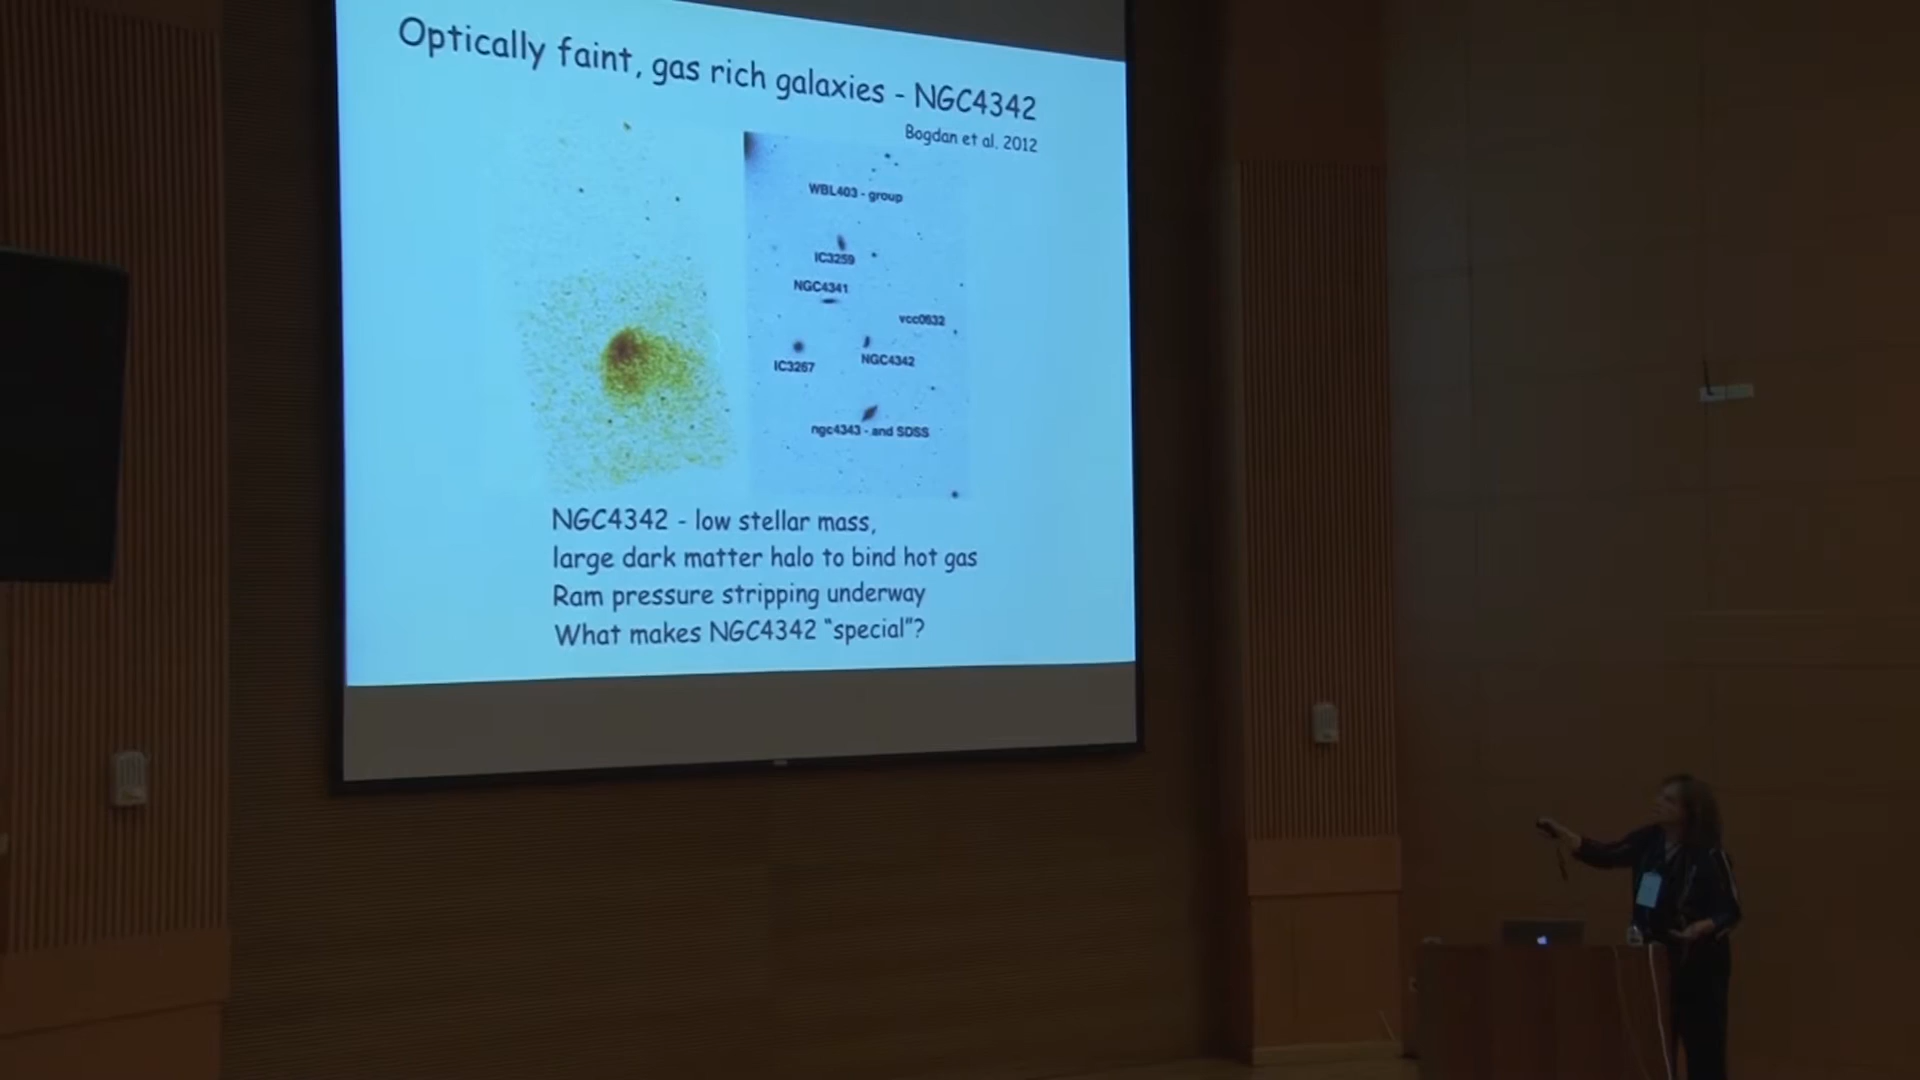 Optically faint, gas rich galaxies - NGC4342
Bogdan et al. 2012
WBL403 - group
IC3259
NGC4341
vcc0632
IC3267
NGC4342
ngc4343 - and SDSS
NGC4342 - low stellar mass,
large dark matter halo to bind hot gas
Ram pressure stripping underway
What makes NGC4342 “special”?